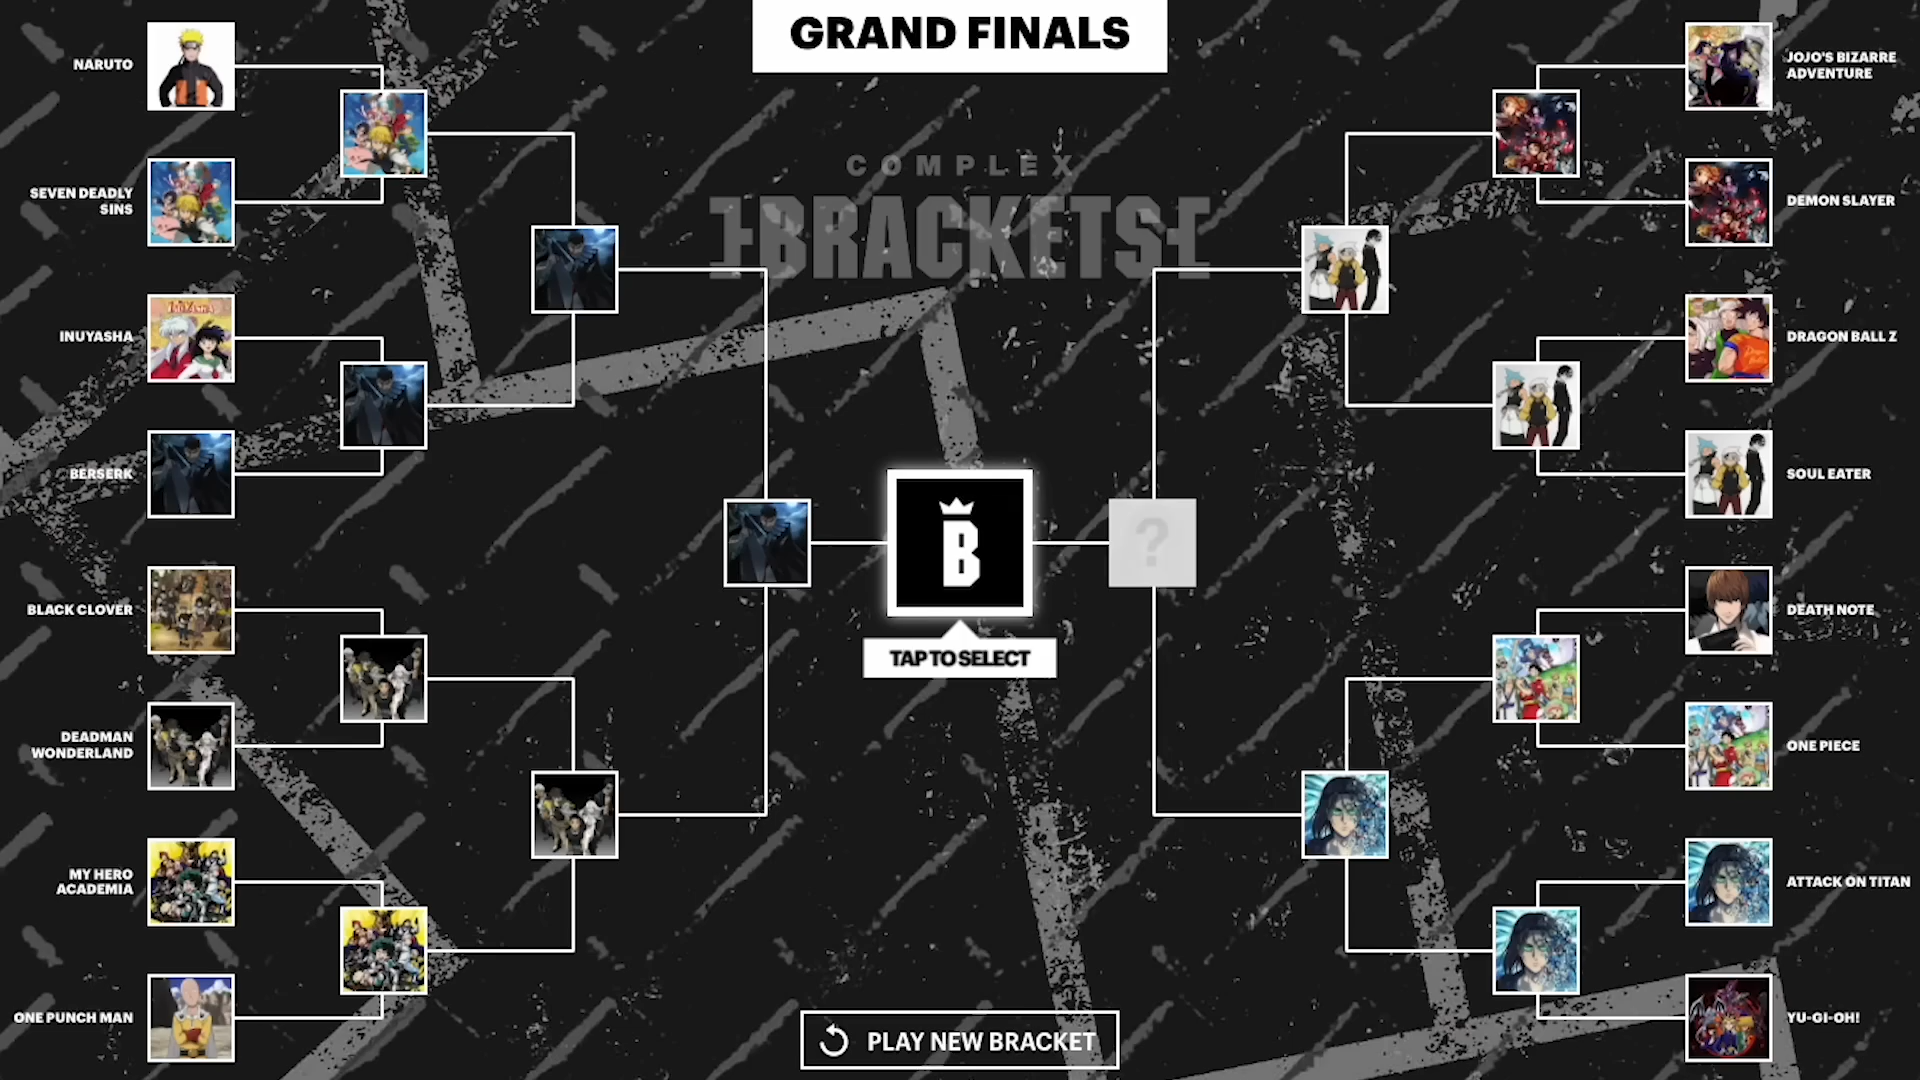 GRAND FINALS
COMPLEX
BRACKETS
NARUTO
SEVEN DEADLY
SINS
INUYASHA
BERSERK
BLACK CLOVER
DEADMAN
WONDERLAND
MY HERO
ACADEMIA
ONE PUNCH MAN
JOJO'S BIZARRE
ADVENTURE
DEMON SLAYER
DRAGON BALL Z
SOUL EATER
DEATH NOTE
ONE PIECE
ATTACK ON TITAN
YU-GI-OH!
B
?
TAP TO SELECT
PLAY NEW BRACKET